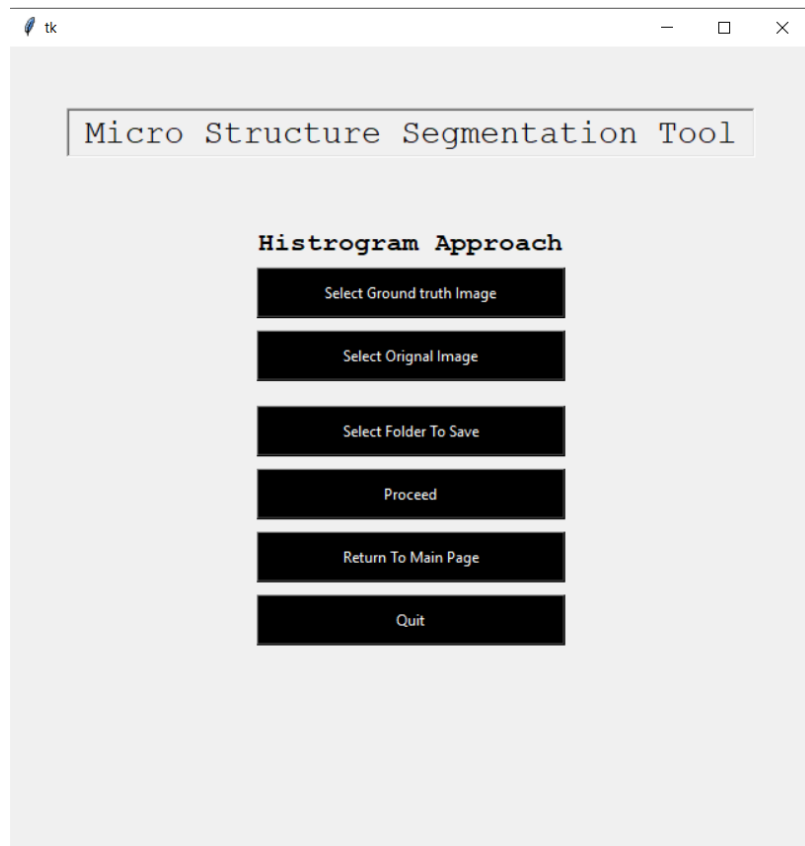 tk
Micro Structure Segmentation Tool
Histrogram Approach
Select Ground truth Image
Select Orignal Image
Select Folder To Save
Proceed
Return To Main Page
Quit